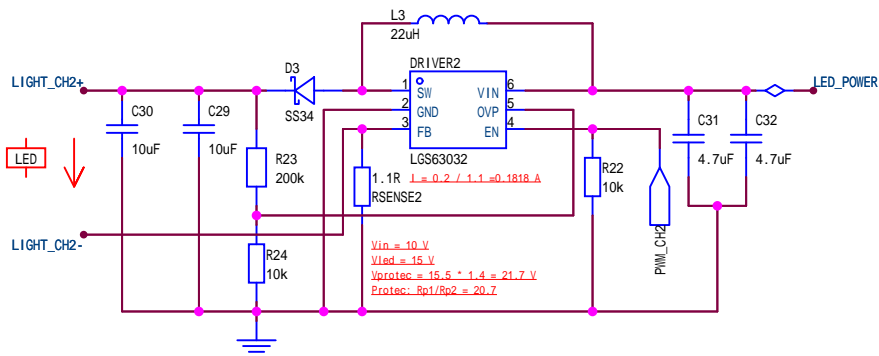 L3
22uH
D3
DRIVER2
LIGHT_CH2+
LED_POWER
1
SW
VIN
6
2
GND
OVP
5
3
FB
EN
4
SS34
LGS63032
C30
10uF
C29
10uF
C31
4.7uF
C32
4.7uF
LED
R23
200k
1.1R
RSENSE2
I = 0.2 / 1.1 =0.1818 A
R22
10k
PWM_CH2
LIGHT_CH2-
R24
10k
Vin = 10 V
Vled = 15 V
Vprotec = 15.5 * 1.4 = 21.7 V
Protec: Rp1/Rp2 = 20.7